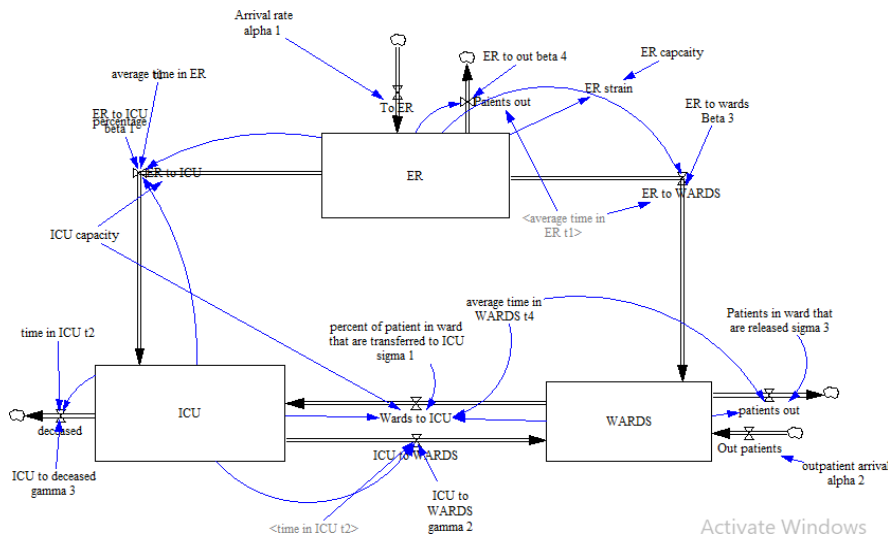 Arrival rate
alpha 1
average time in ER
t1
ER to out beta 4
ER capcaity
ER strain
Paients out
To ER
ER to ICU
percentage
beta 1
ER to wards
Beta 3
ER to ICU
ER
ER to WARDS
<average time in
ER t1>
ICU capacity
average time in
WARDS t4
Patients in ward that
are released sigma 3
time in ICU t2
percent of patient in ward
that are transferred to ICU
sigma 1
ICU
WARDS
Wards to ICU
patients out
deceased
ICU to WARDS
Out patients
ICU to deceased
gamma 3
outpatient arrival
alpha 2
ICU to
WARDS
gamma 2
<time in ICU t2>
Activate Windows